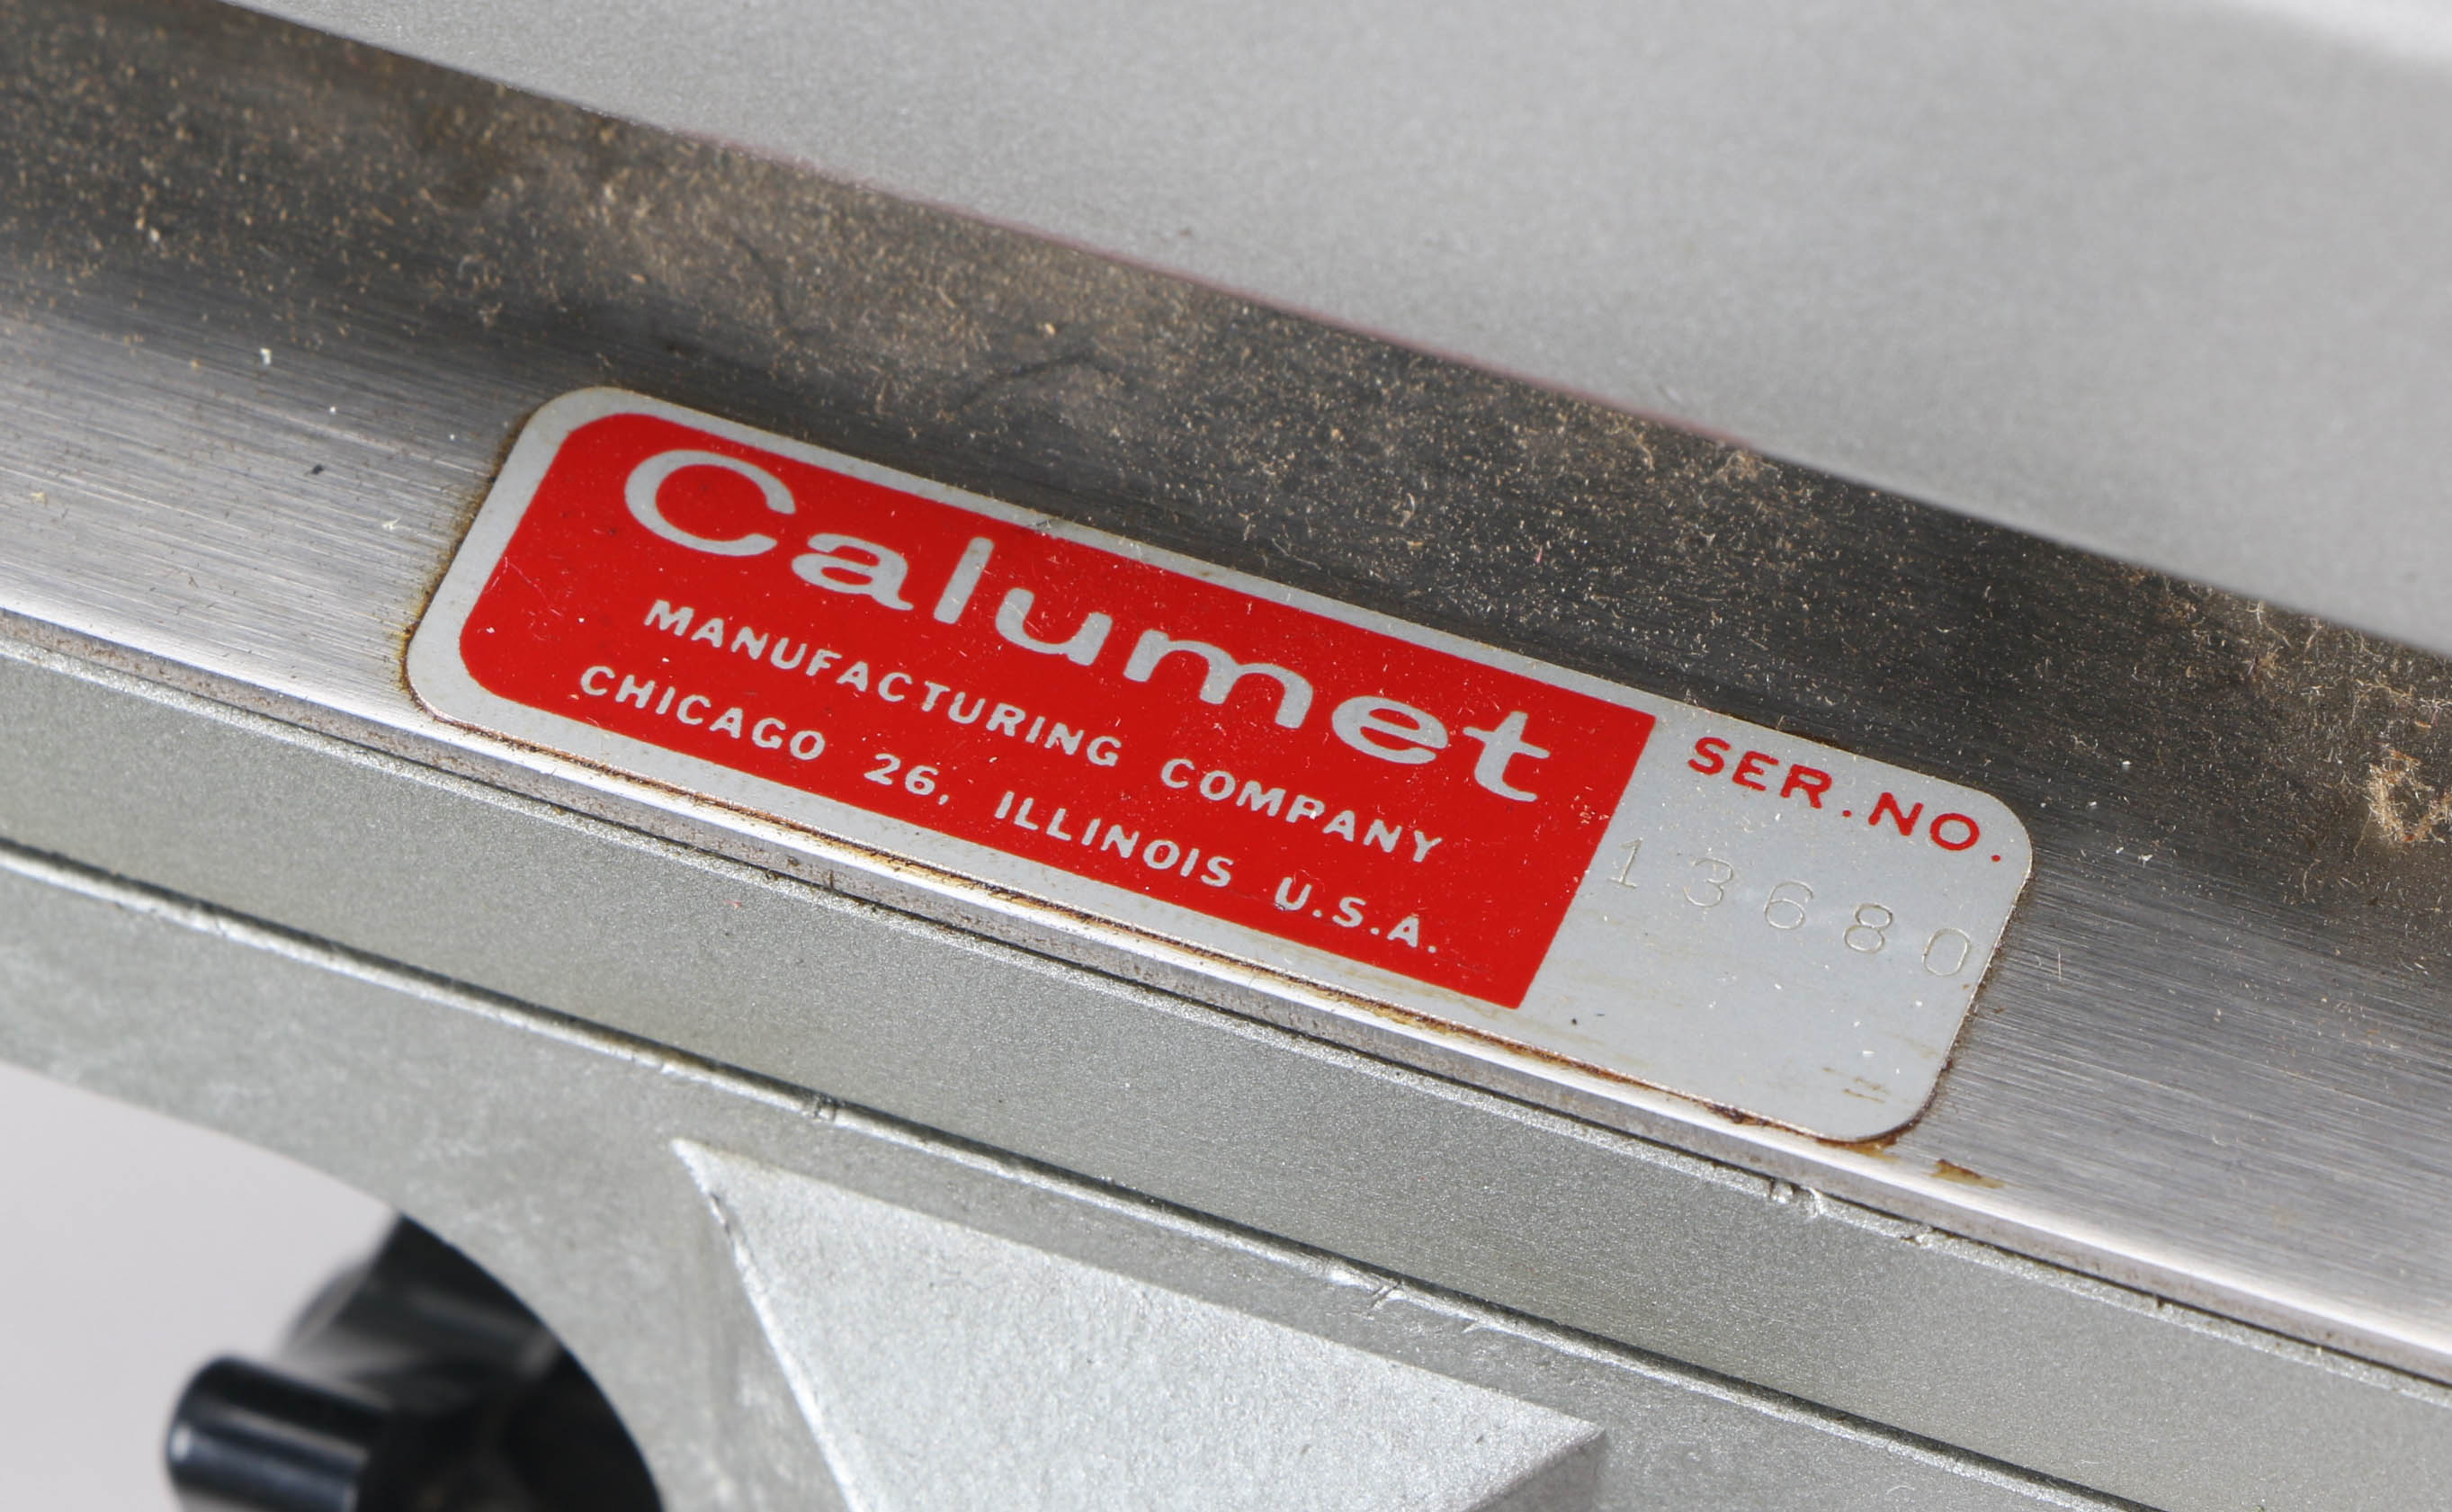 Calumet
MANUFACTURING COMPANY
CHICAGO 26, ILLINOIS U.S.A.
SER.NO.
13680